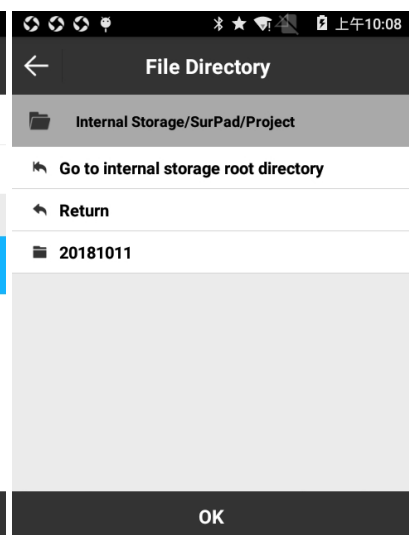 上午10:08
File Directory
Internal Storage/SurPad/Project
Go to internal storage root directory
Return
20181011
OK